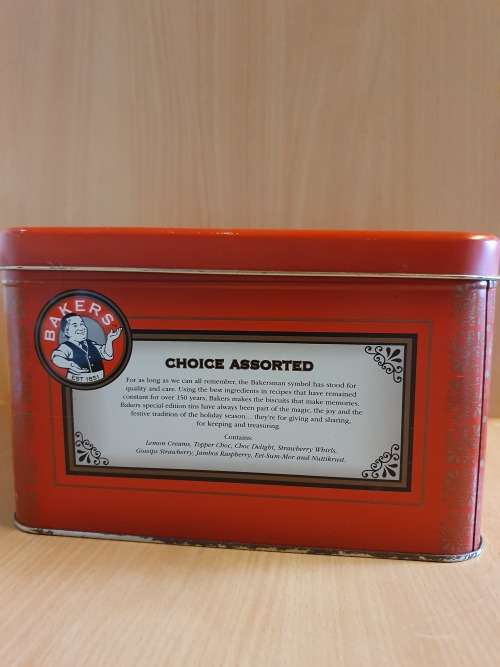 BAKERS
EST 1851
CHOICE ASSORTED
For as long as we can all remember, the Bakersman symbol has stood for
quality and care. Using the best ingredients in recipes that have remained
constant for over 150 years, Bakers makes the biscuits that make memories.
Bakers special edition tins have always been part of the magic, the joy and the
festive tradition of the holiday season... they're for giving and sharing,
for keeping and treasuring.
Contains:
Lemon Creams, Topper Choc, Choc Delight, Strawberry Whirls,
Gossips Strawberry, Jambos Raspberry, Eet-Sum-Mor and Nuttikrust.